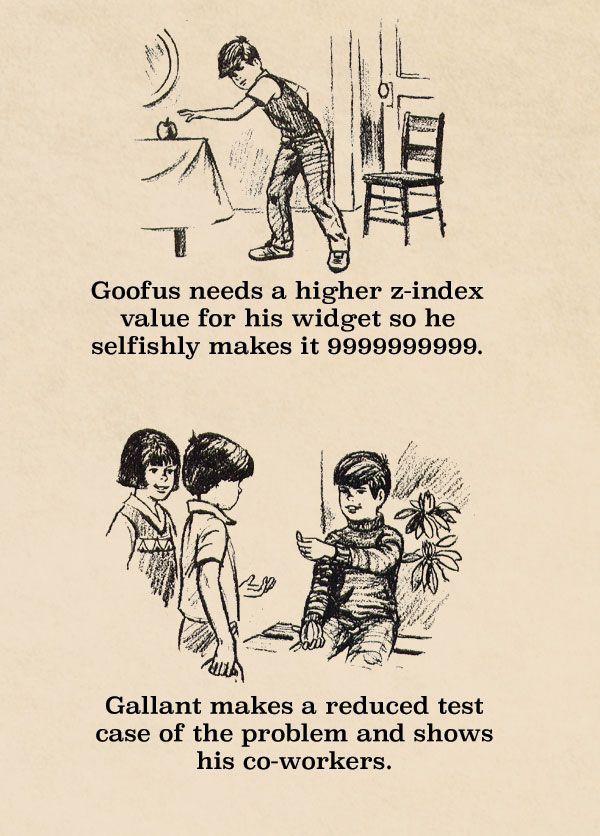 Goofus needs a higher z-index
value for his widget so he
selfishly makes it 9999999999.
Gallant makes a reduced test
case of the problem and shows
his co-workers.